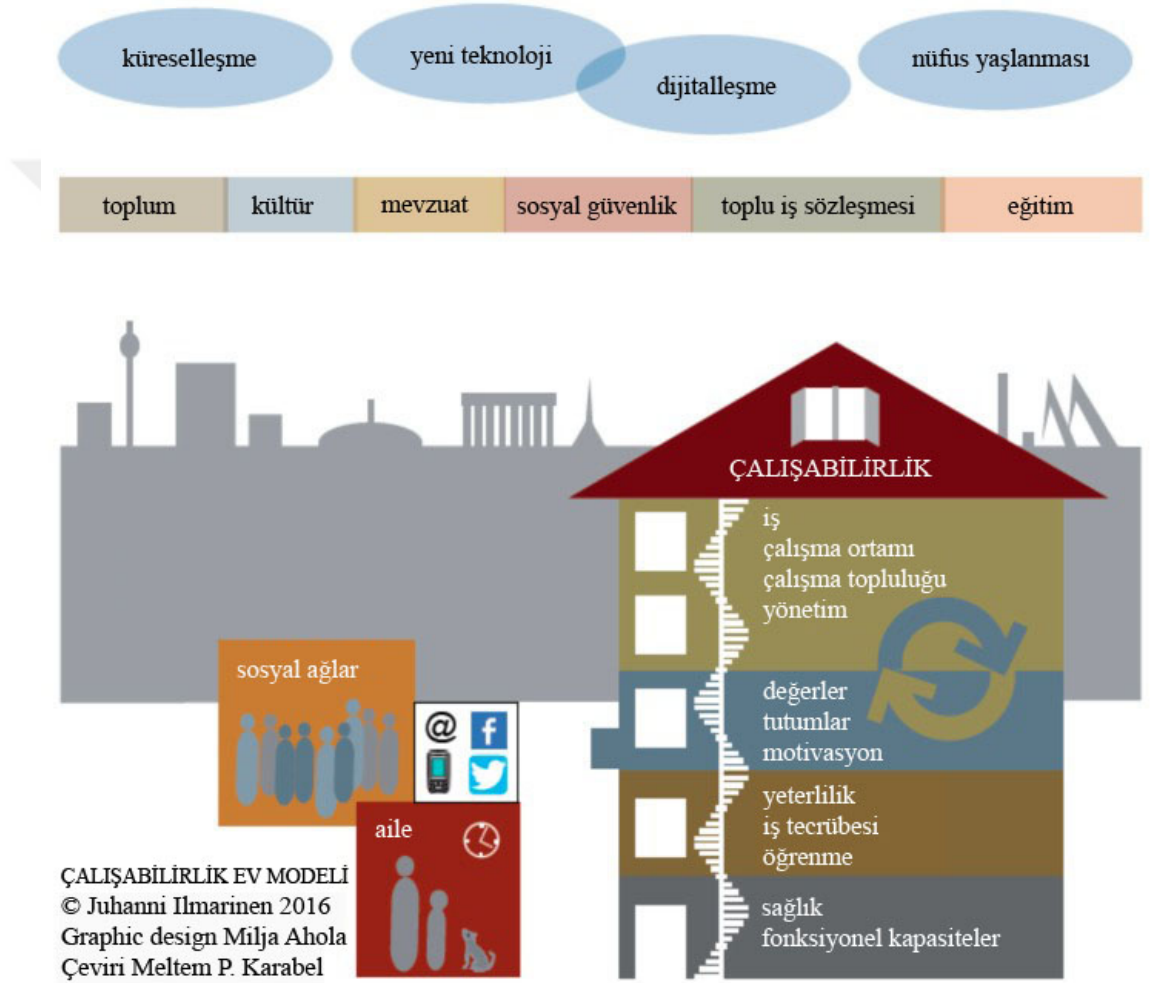 küreselleşme
yeni teknoloji
dijitalleşme
nüfus yaşlanması
toplum
kültür
mevzuat
sosyal güvenlik
toplu iş sözleşmesi
eğitim
ÇALIŞABİLİRLİK
iş
çalışma ortamı
çalışma topluluğu
yönetim
değerler
tutumlar
motivasyon
yeterlilik
iş tecrübesi
öğrenme
sağlık
fonksiyonel kapasiteler
sosyal ağlar
@
f
aile
ÇALIŞABİLİRLİK EV MODELİ
© Juhanni Ilmarinen 2016
Graphic design Milja Ahola
Çeviri Meltem P. Karabel